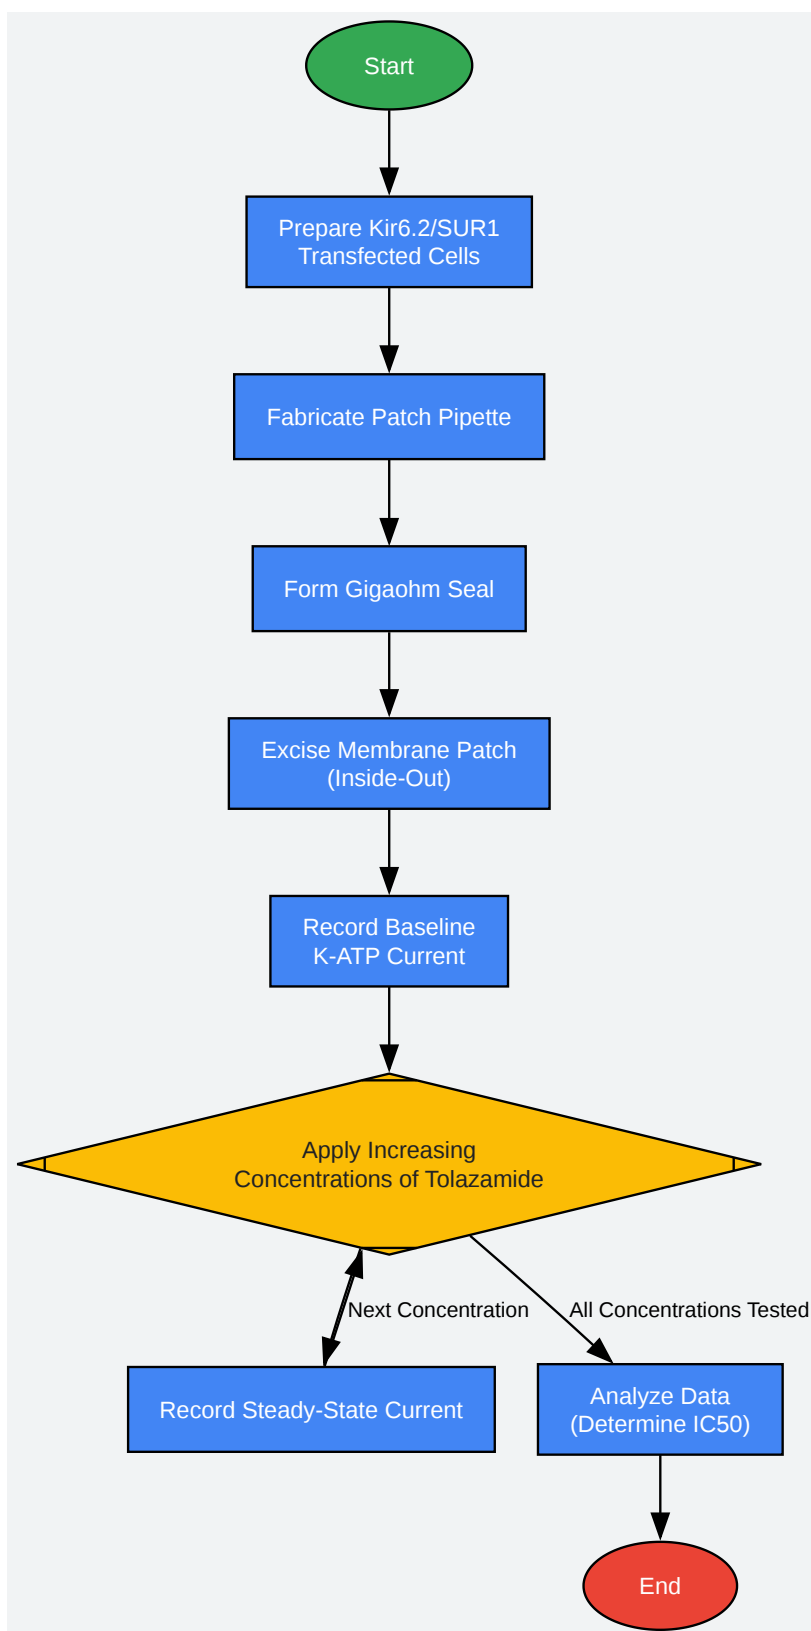 Start
Prepare Kir6.2/SUR1
Transfected Cells
Fabricate Patch Pipette
Form Gigaohm Seal
Excise Membrane Patch
(Inside-Out)
Record Baseline
K-ATP Current
Apply Increasing
Concentrations of Tolazamide
Next Concentration
All Concentrations Tested
Record Steady-State Current
Analyze Data
(Determine IC50)
End